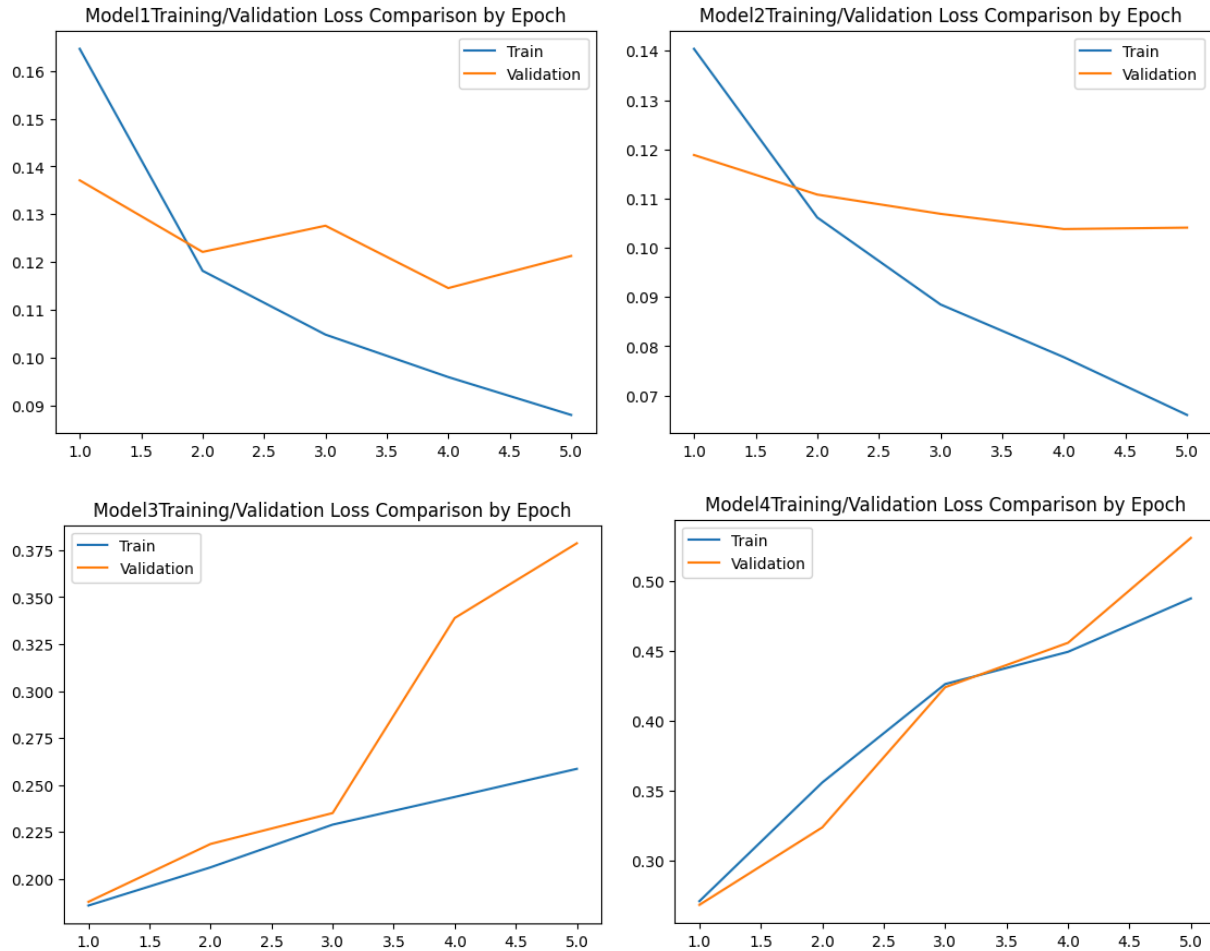 Model1Training/Validation Loss Comparison by Epoch
Train
Validation
0.16
0.15
0.14
0.13
0.12
0.11
0.10
0.09
1.0 1.5 2.0 2.5 3.0 3.5 4.0 4.5 5.0
Model2Training/Validation Loss Comparison by Epoch
Train
Validation
0.14
0.13
0.12
0.11
0.10
0.09
0.08
0.07
1.0 1.5 2.0 2.5 3.0 3.5 4.0 4.5 5.0
Model3Training/Validation Loss Comparison by Epoch
Train
Validation
0.375
0.350
0.325
0.300
0.275
0.250
0.225
0.200
1.0 1.5 2.0 2.5 3.0 3.5 4.0 4.5 5.0
Model4Training/Validation Loss Comparison by Epoch
Train
Validation
0.50
0.45
0.40
0.35
0.30
1.0 1.5 2.0 2.5 3.0 3.5 4.0 4.5 5.0